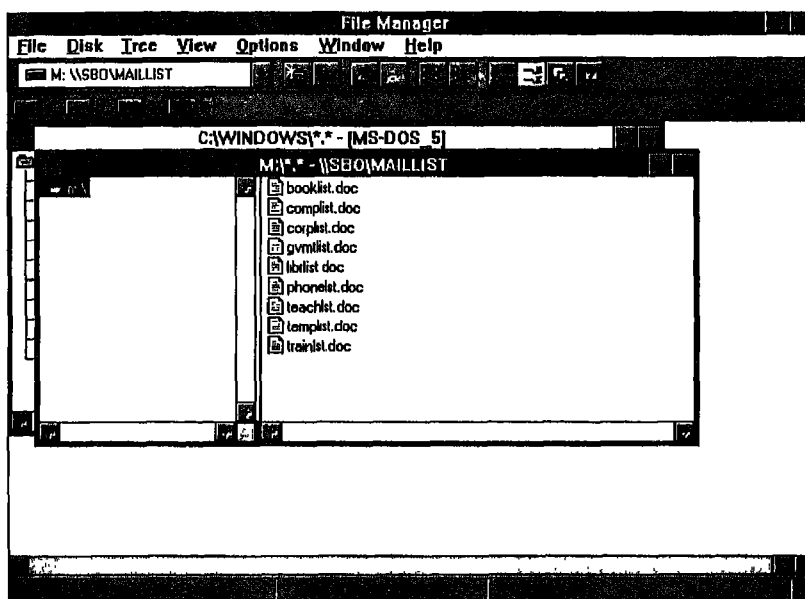 File Manager
File Disk Tree View Options Window Help
M: \\SBO\MAILLIST
C:\WINDOWS\*.* - [MS-DOS_5]
M:\*.* - \\SBO\MAILLIST
booklist.doc
complist.doc
corplist.doc
gvmtlist.doc
librlist.doc
phonelst.doc
teachlst.doc
templist.doc
trainlst.doc